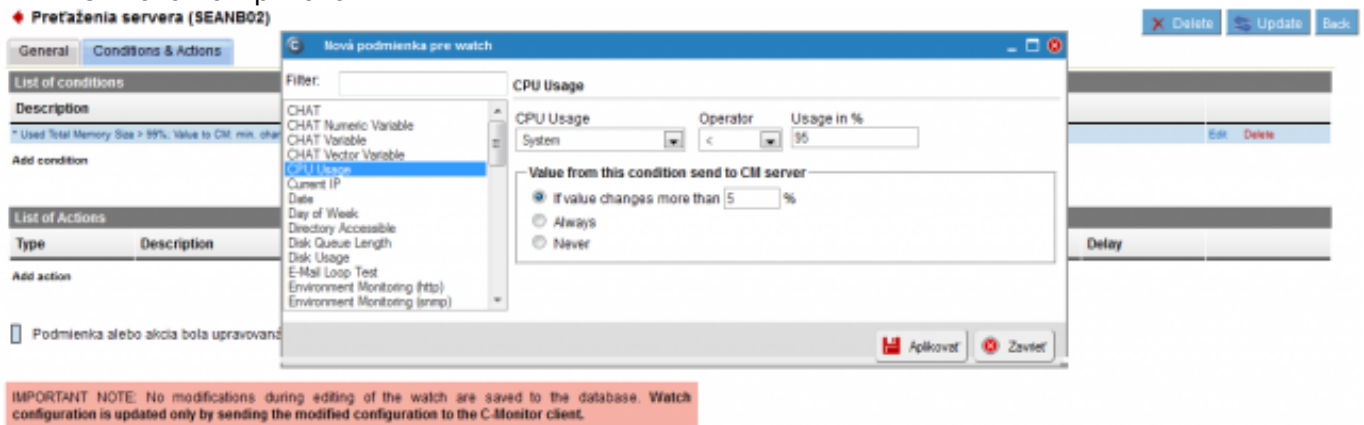 Preťaženia servera (SEANB02)
Delete Update Back
General Conditions & Actions
List of conditions
Description
* Used Total Memory Size > 99%; Value to CM: min.
Edit Delete
Add condition
List of Actions
Type Description Delay
Add action
Podmienka alebo akcia bola upravovaná
Nová podmienka pre watch
Filter:
CHAT
CHAT Numeric Variable
CHAT Variable
CHAT Vector Variable
CPU Usage
Current IP
Date
Day of Week
Directory Accessible
Disk Queue Length
Disk Usage
E-Mail Loop Test
Environment Monitoring (http)
Environment Monitoring (snmp)
CPU Usage
CPU Usage Operator Usage in %
System < 95
Value from this condition send to CM server
If value changes more than 5 %
Always
Never
Aplikovať Zavrieť
IMPORTANT NOTE: No modifications during editing of the watch are saved to the database. Watch
configuration is updated only by sending the modified configuration to the C-Monitor client.